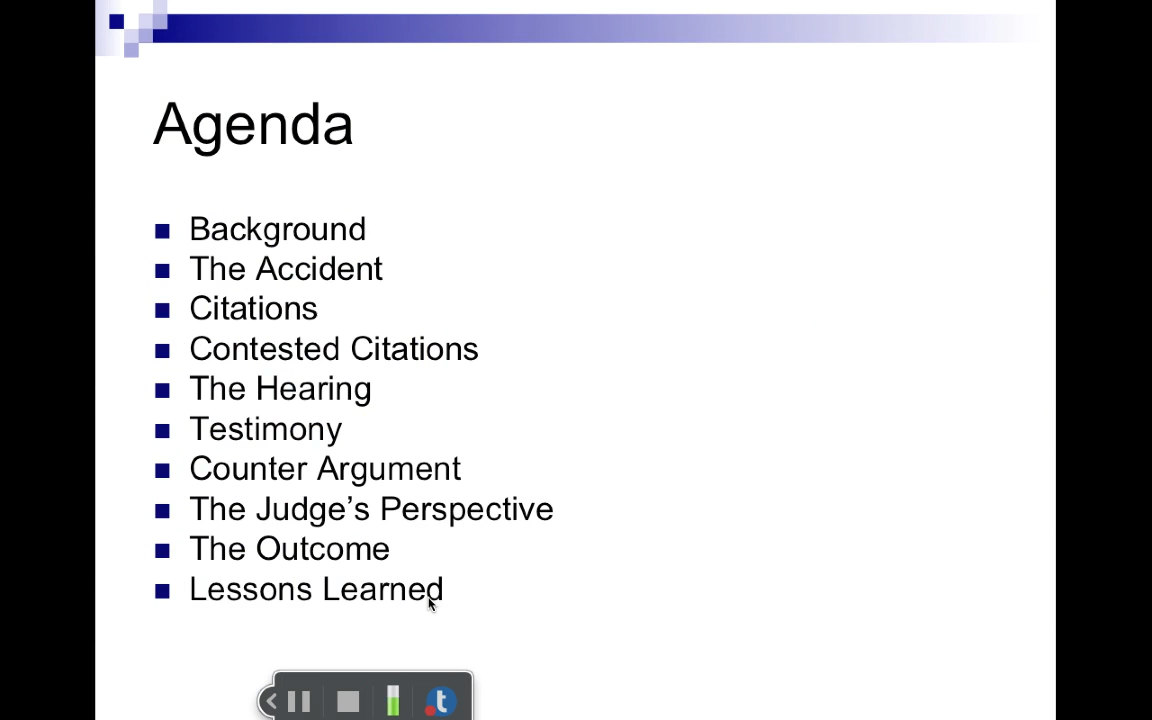 Agenda
Background
The Accident
Citations
Contested Citations
The Hearing
Testimony
Counter Argument
The Judge’s Perspective
The Outcome
Lessons Learned
t